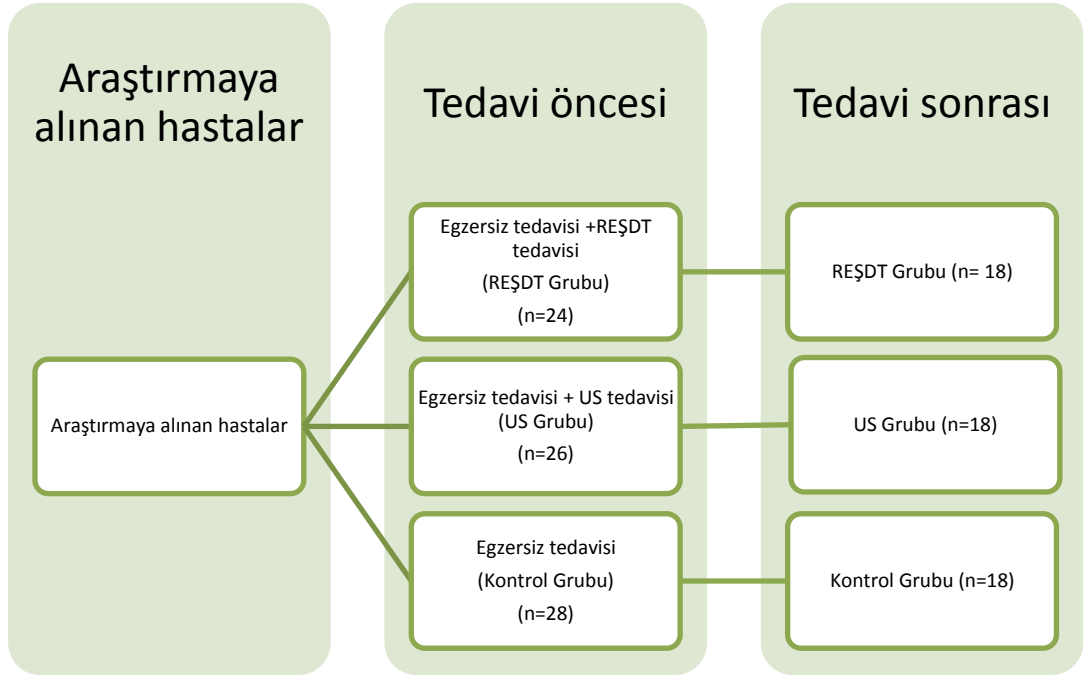 Araştırmaya
alınan hastalar
Tedavi öncesi
Tedavi sonrası
Araştırmaya alınan hastalar
Egzersiz tedavisi +REŞDT
tedavisi
(REŞDT Grubu)
(n=24)
Egzersiz tedavisi + US tedavisi
(US Grubu)
(n=26)
Egzersiz tedavisi
(Kontrol Grubu)
(n=28)
REŞDT Grubu (n= 18)
US Grubu (n=18)
Kontrol Grubu (n=18)